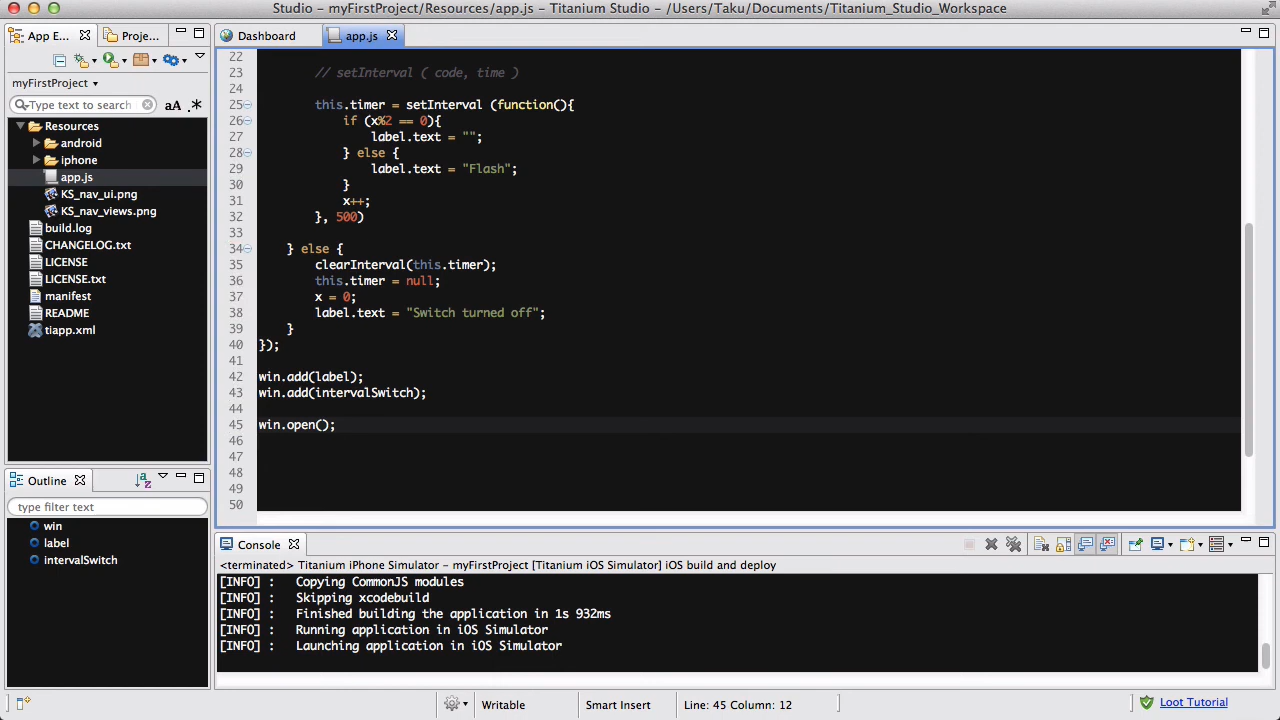 Studio - myFirstProject/Resources/app.js - Titanium Studio - /Users/Taku/Documents/Titanium_Studio_Workspace
App E...
Proje...
myFirstProject
Type text to search
aA .*
Resources
android
iphone
app.js
KS_nav_ui.png
KS_nav_views.png
build.log
CHANGELOG.txt
LICENSE
LICENSE.txt
manifest
README
tiapp.xml
Outline
type filter text
win
label
intervalSwitch
Dashboard
app.js
22
23 // setInterval ( code, time )
24
25 this.timer = setInterval (function(){
26 if (x%2 == 0){
27 label.text = "";
28 } else {
29 label.text = "Flash";
30 }
31 x++;
32 }, 500)
33
34 } else {
35 clearInterval(this.timer);
36 this.timer = null;
37 x = 0;
38 label.text = "Switch turned off";
39 }
40 });
41
42 win.add(label);
43 win.add(intervalSwitch);
44
45 win.open();
46
47
48
49
50
Console
<terminated> Titanium iPhone Simulator - myFirstProject [Titanium iOS Simulator] iOS build and deploy
[INFO] : Copying CommonJS modules
[INFO] : Skipping xcodebuild
[INFO] : Finished building the application in 1s 932ms
[INFO] : Running application in iOS Simulator
[INFO] : Launching application in iOS Simulator
Writable
Smart Insert
Line: 45 Column: 12
Loot Tutorial